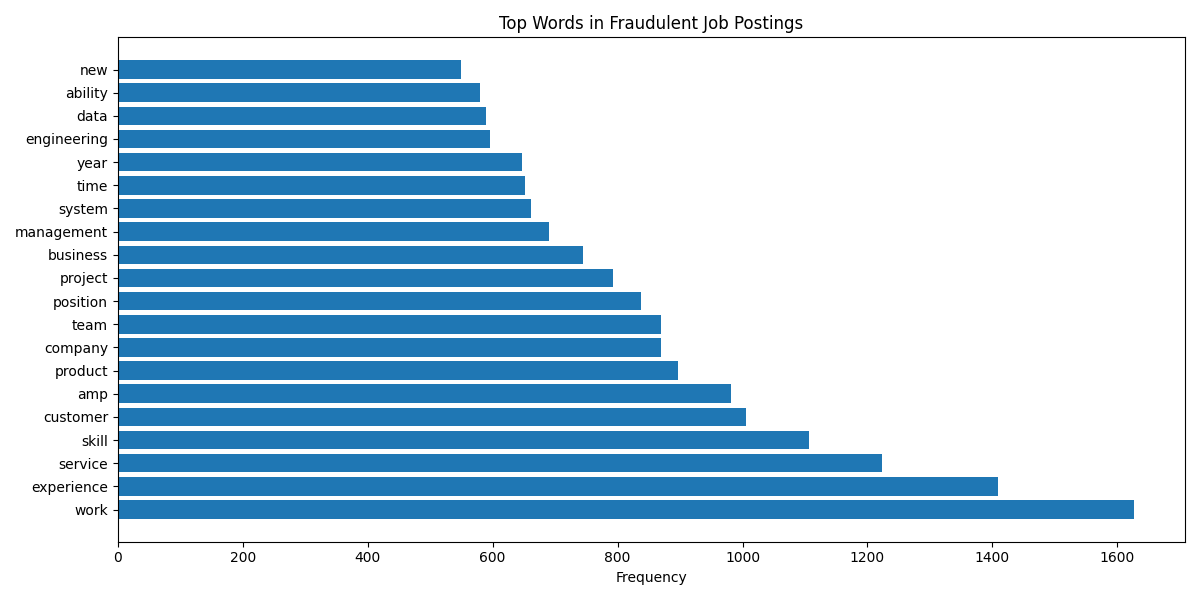 Top Words in Fraudulent Job Postings
new
ability
data
engineering
year
time
system
management
business
project
position
team
company
product
amp
customer
skill
service
experience
work
0 200 400 600 800 1000 1200 1400 1600
Frequency